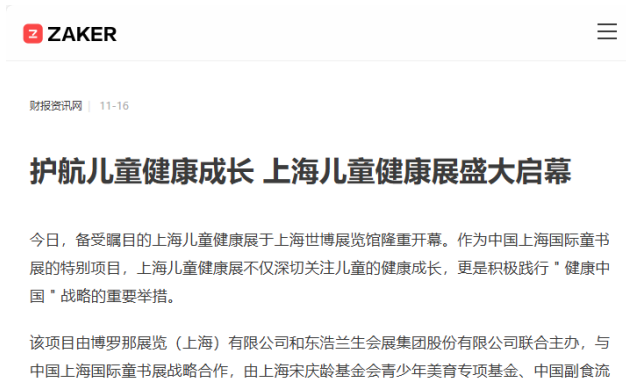 ZAKER
财报资讯网 | 11-16
护航儿童健康成长 上海儿童健康展盛大启幕
今日，备受瞩目的上海儿童健康展于上海世博展览馆隆重开幕。作为中国上海国际童书
展的特别项目，上海儿童健康展不仅深切关注儿童的健康成长，更是积极践行＂健康中
国＂战略的重要举措。
该项目由博罗那展览（上海）有限公司和东浩兰生会展集团股份有限公司联合主办，与
中国上海国际童书展战略合作，由上海宋庆龄基金会青少年美育专项基金、中国副食流